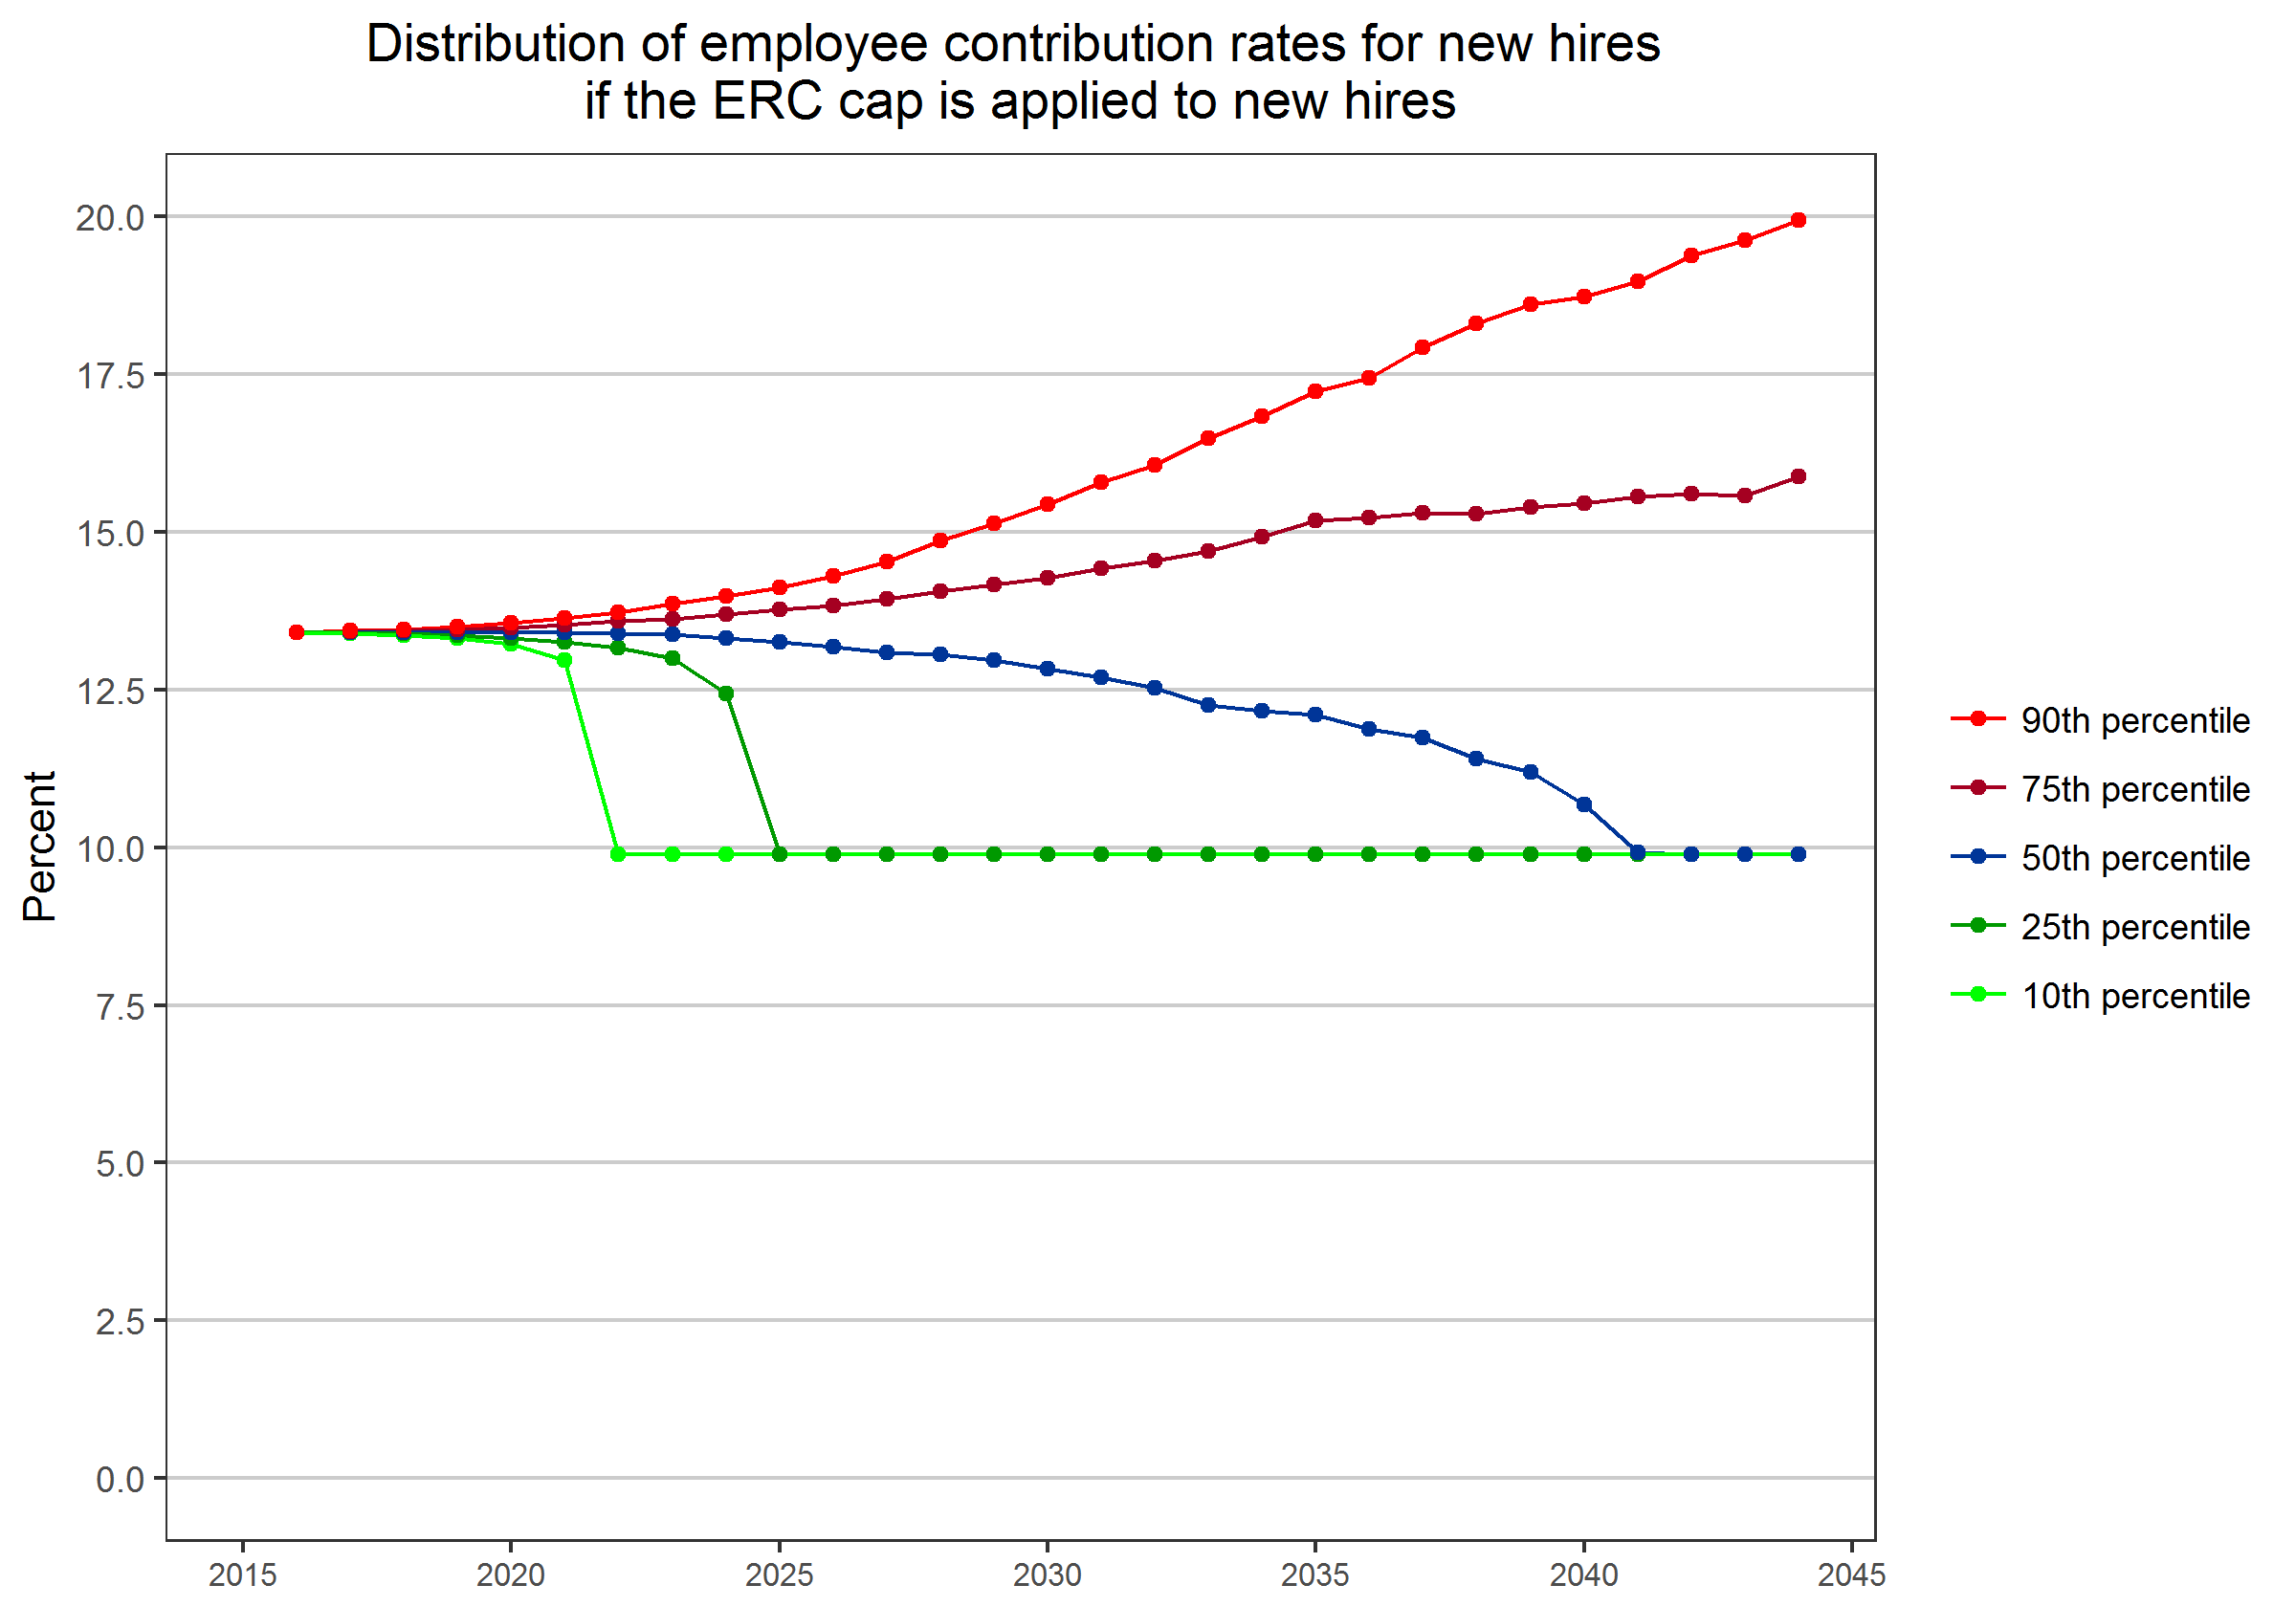 Distribution of employee contribution rates for new hires
if the ERC cap is applied to new hires
Percent
20.0
17.5
15.0
12.5
10.0
7.5
5.0
2.5
0.0
2015 2020 2025 2030 2035 2040 2045
90th percentile
75th percentile
50th percentile
25th percentile
10th percentile